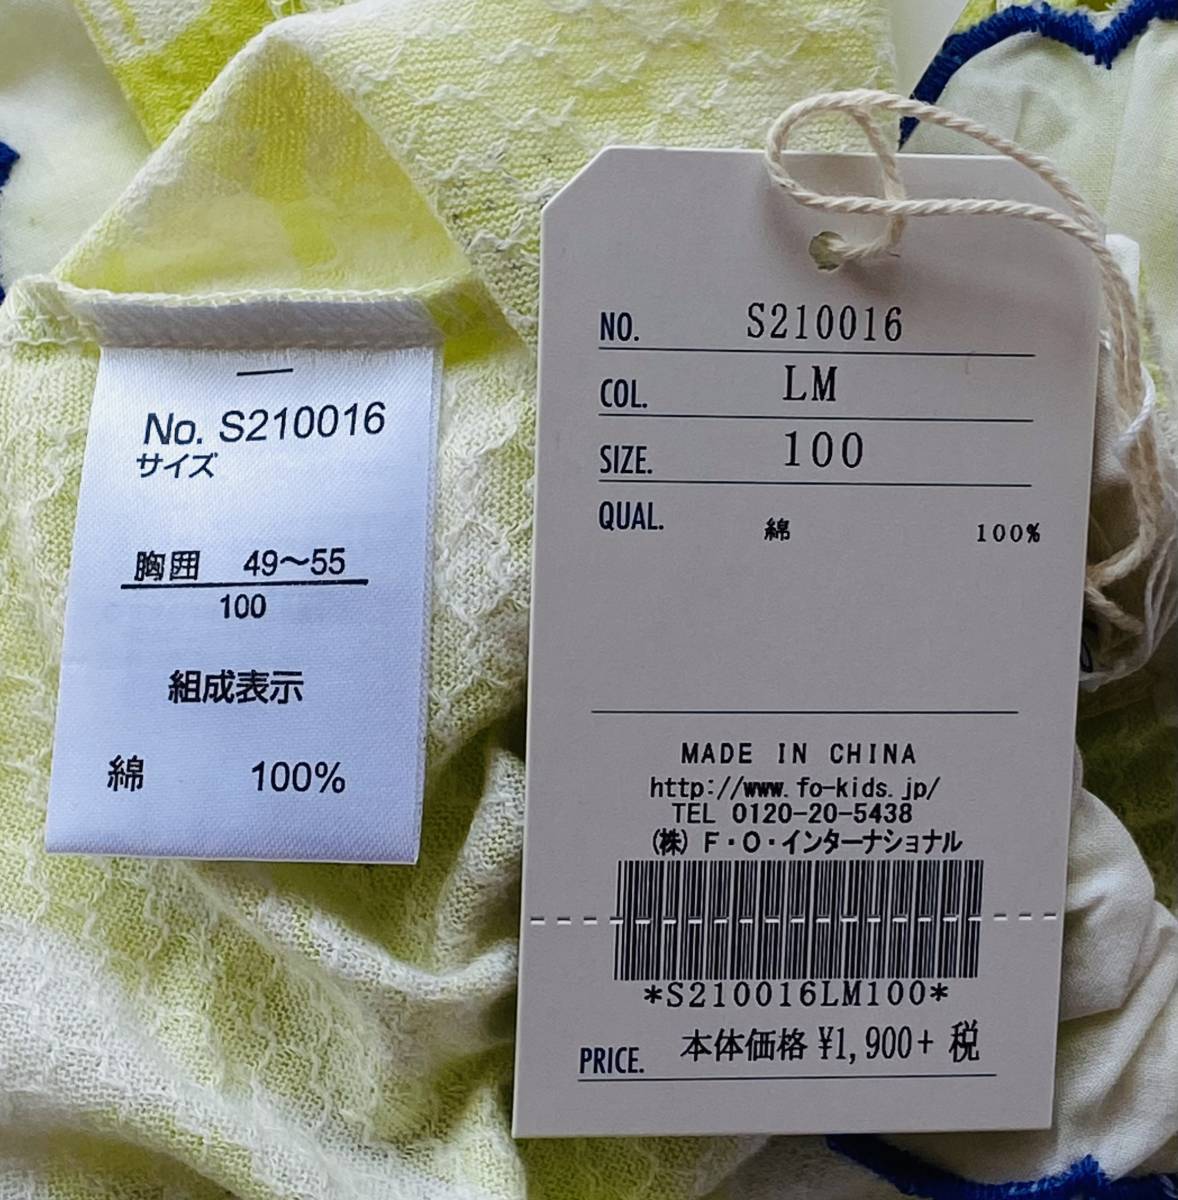 No. S210016
サイズ
胸囲 49～55
100
組成表示
綿 100%
NO. S210016
COL. LM
SIZE. 100
QUAL. 綿 100%
MADE IN CHINA
http://www.fo-kids.jp/
TEL 0120-20-5438
(株) F・O・インターナショナル
*S210016LM100*
PRICE. 本体価格 ¥1,900+ 税